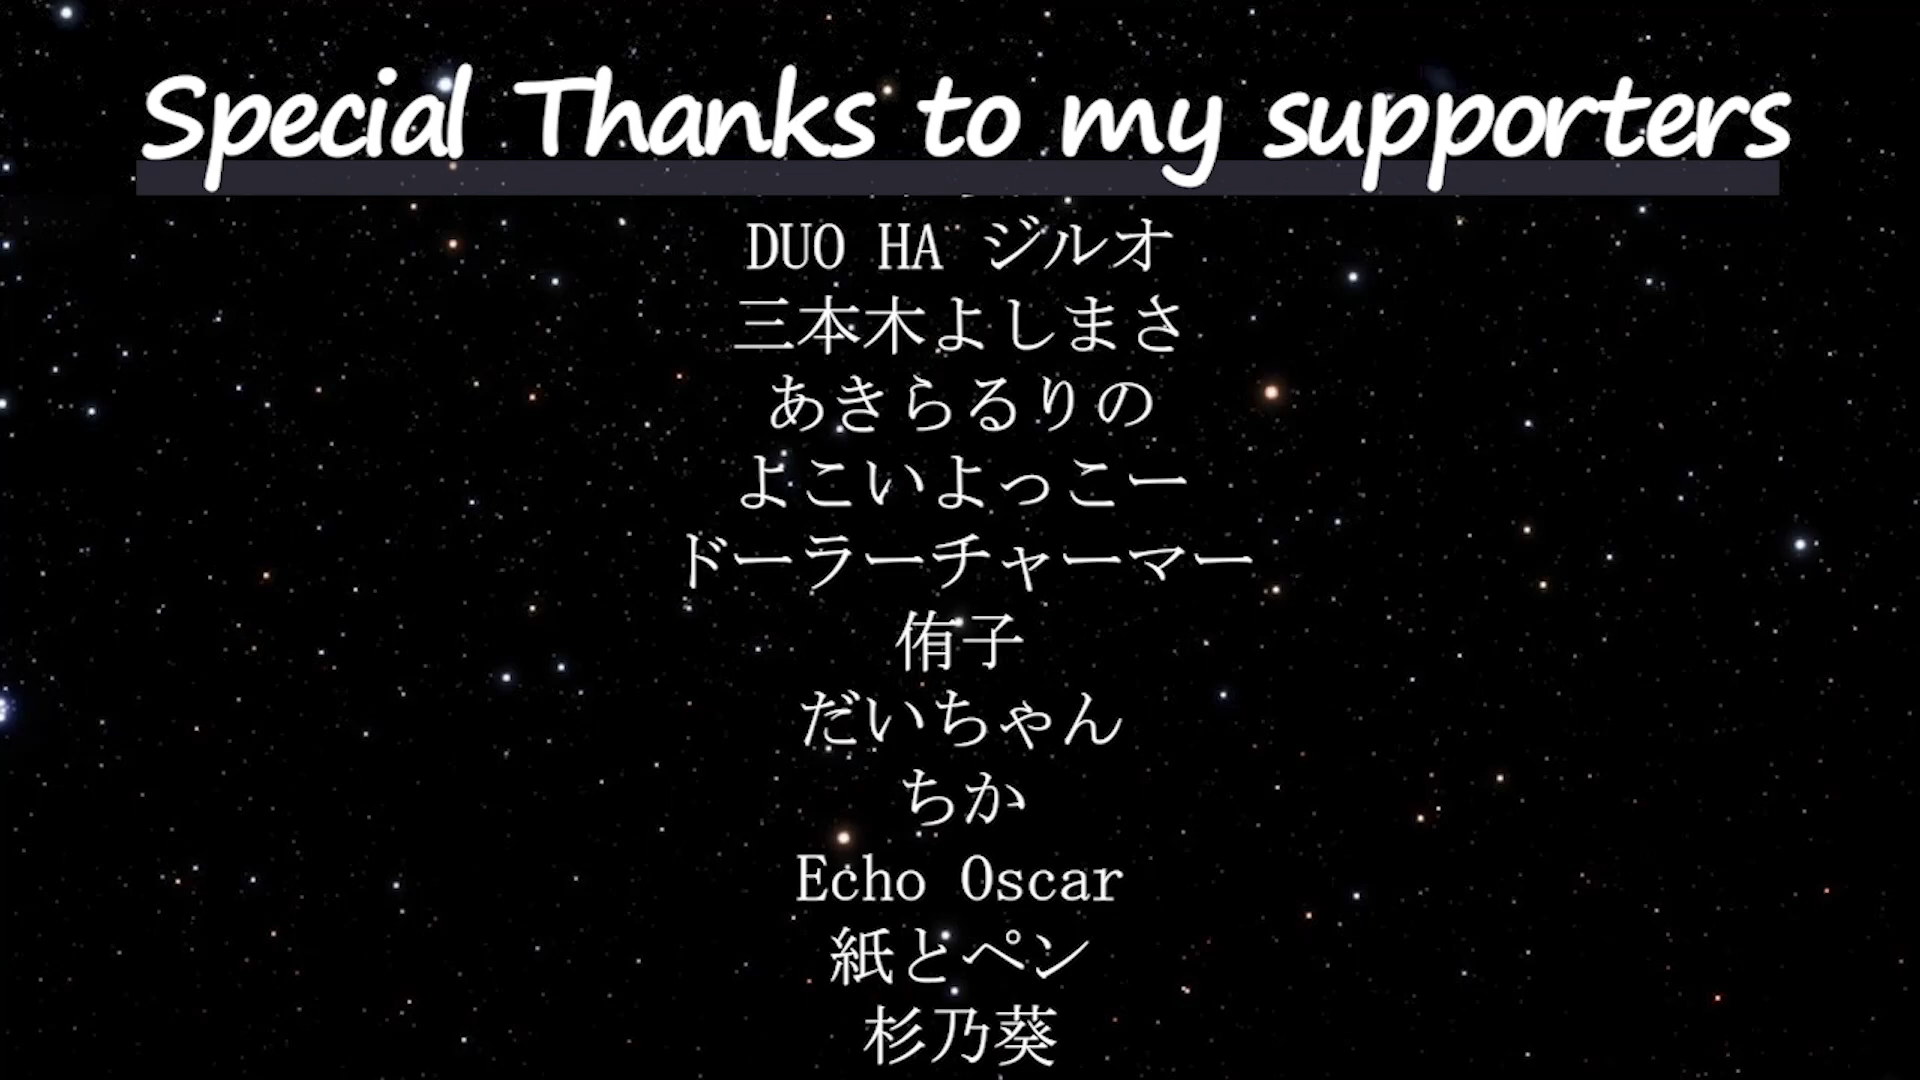 Special Thanks to my supporters
DUO HA ジルオ
三本木よしまさ
あきらるりの
よこいよっこー
ドーラーチャーマー
侑子
だいちゃん
ちか
Echo Oscar
紙とペン
杉乃葵